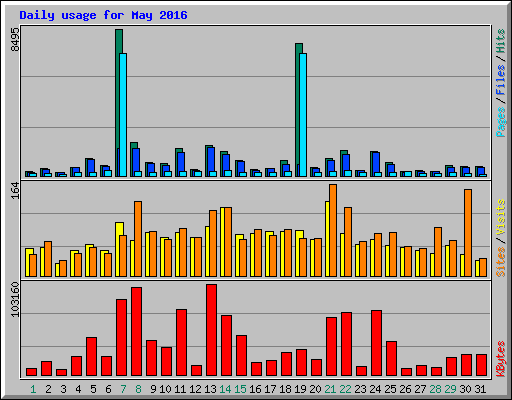 Daily usage for May 2016
8495
Pages / Files / Hits
164
Sites / Visits
103160
KBytes
1 2 3 4 5 6 7 8 9 10 11 12 13 14 15 16 17 18 19 20 21 22 23 24 25 26 27 28 29 30 31